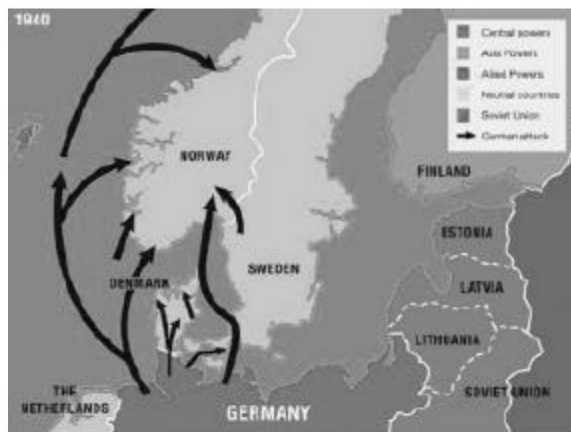 1940
Central powers
Axis Powers
Allied Powers
Neutral countries
Soviet Union
German attack
NORWAY
FINLAND
ESTONIA
SWEDEN
DENMARK
LATVIA
LITHUANIA
THE
NETHERLANDS
SOVIET UNION
GERMANY